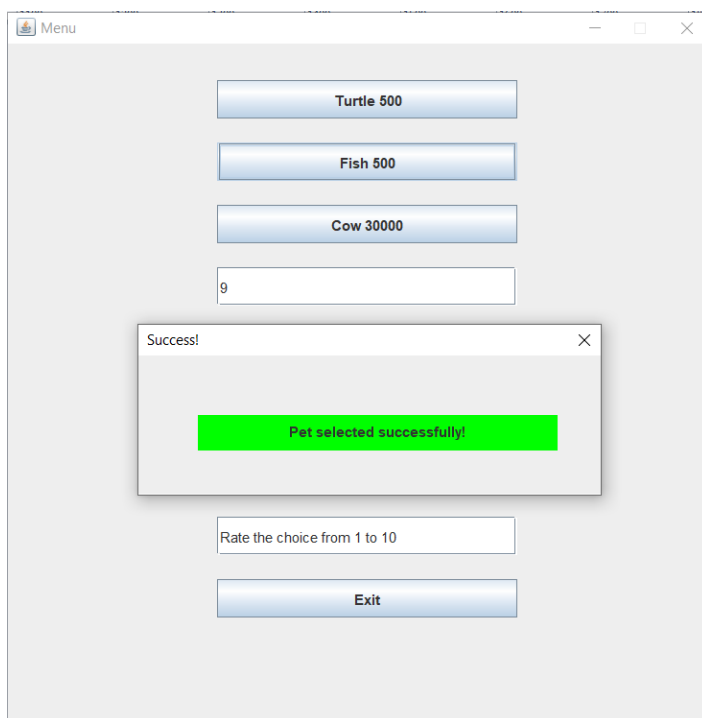 Menu
Turtle 500
Fish 500
Cow 30000
9
Success!
Pet selected successfully!
Rate the choice from 1 to 10
Exit